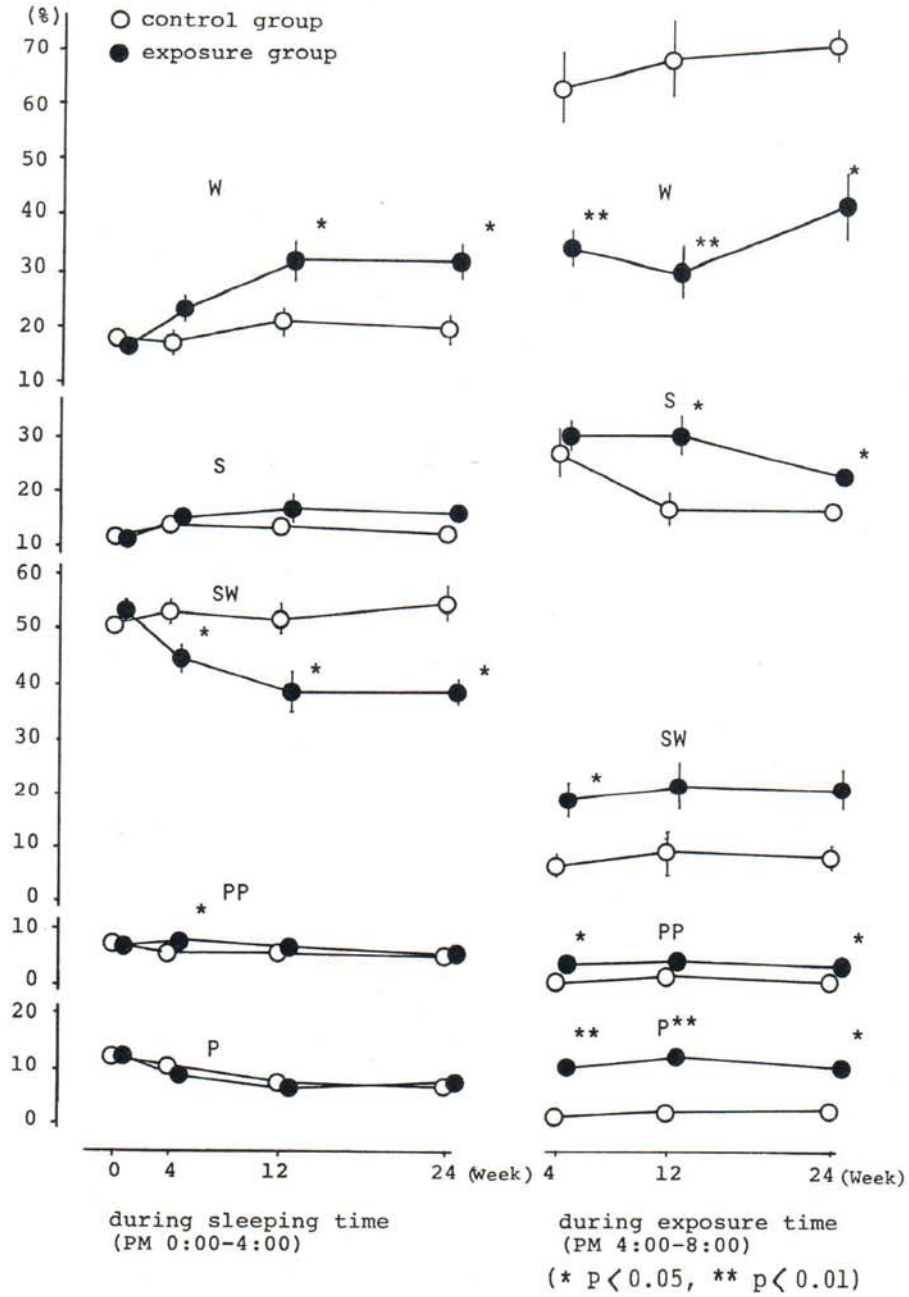 (%)
○ control group
● exposure group
70
60
50
40
30
20
10
W
*
*
W
**
**
*
30
20
10
S
S
*
*
60
50
40
30
20
10
0
SW
*
*
*
SW
*
10
0
PP
*
PP
*
*
20
10
0
P
P
**
**
*
0 4 12 24 (Week)
4 12 24 (Week)
during sleeping time
(PM 0:00-4:00)
during exposure time
(PM 4:00-8:00)
(* P<0.05, ** p<0.01)